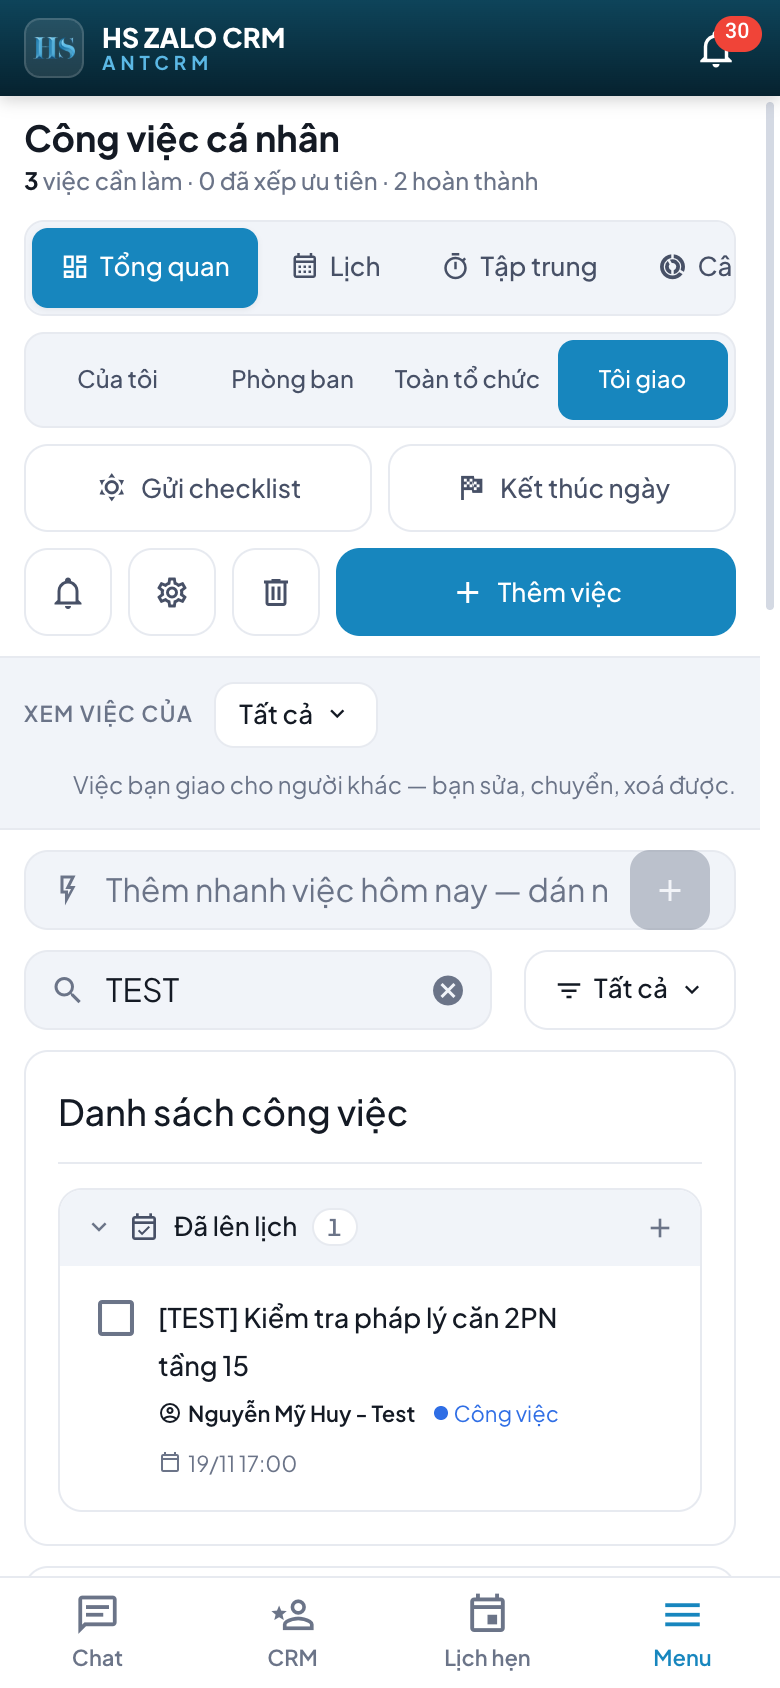 HS
HS ZALO CRM
ANTCRM
30
Công việc cá nhân
3 việc cần làm · 0 đã xếp ưu tiên · 2 hoàn thành
Tổng quan
Lịch
Tập trung
Câ
Của tôi
Phòng ban
Toàn tổ chức
Tôi giao
Gửi checklist
Kết thúc ngày
Thêm việc
XEM VIỆC CỦA
Tất cả
Việc bạn giao cho người khác — bạn sửa, chuyển, xoá được.
Thêm nhanh việc hôm nay — dán n
TEST
Tất cả
Danh sách công việc
Đã lên lịch
1
[TEST] Kiểm tra pháp lý căn 2PN
tầng 15
Nguyễn Mỹ Huy - Test
Công việc
19/11 17:00
Chat
CRM
Lịch hẹn
Menu